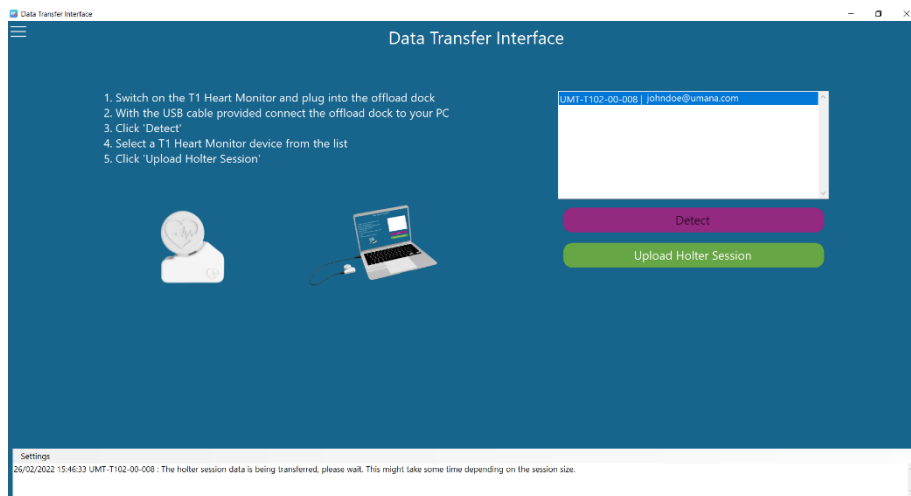 Data Transfer Interface
Data Transfer Interface
1. Switch on the T1 Heart Monitor and plug into the offload dock
2. With the USB cable provided connect the offload dock to your PC
3. Click 'Detect'
4. Select a T1 Heart Monitor device from the list
5. Click 'Upload Holter Session'
UMT-T102-00-008 | johndoe@umana.com
Detect
Upload Holter Session
Settings
26/02/2022 15:46:33 UMT-T102-00-008 : The holter session data is being transferred, please wait. This might take some time depending on the session size.